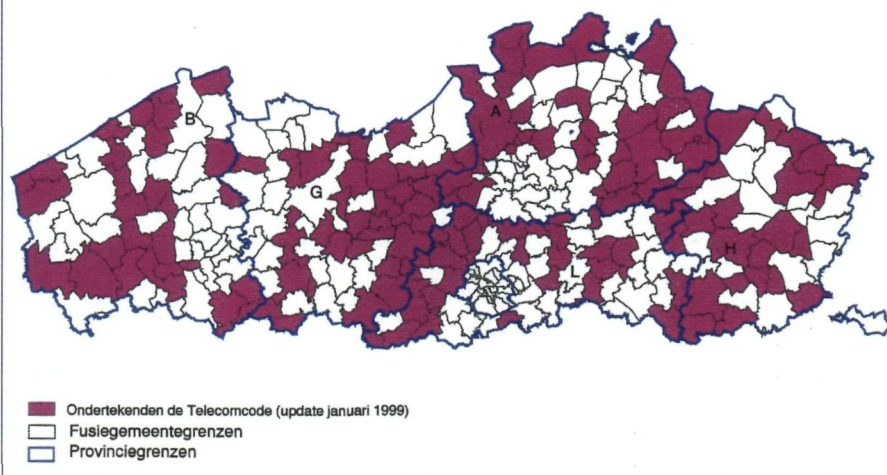 A
B
G
H
L
Ondertekenden de Telecomcode (update januari 1999)
Fusiegemeentegrenzen
Provinciegrenzen